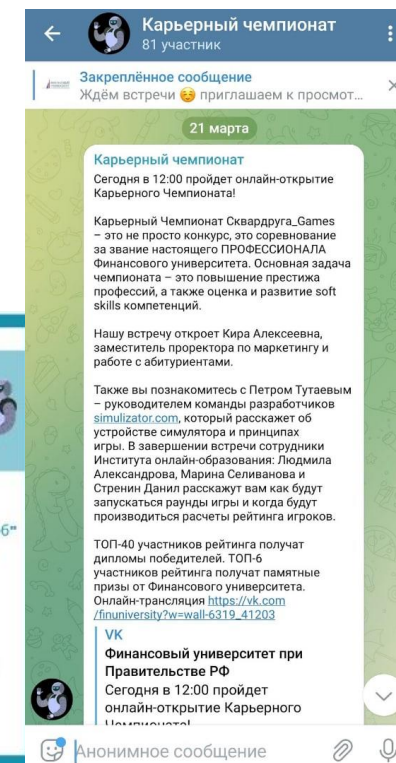 Карьерный чемпионат
81 участник
Закреплённое сообщение
Ждём встречи 😊 приглашаем к просмот...
21 марта
Карьерный чемпионат
Сегодня в 12:00 пройдет онлайн-открытие
Карьерного Чемпионата!
Карьерный Чемпионат Сквардруга_Games
– это не просто конкурс, это соревнование
за звание настоящего ПРОФЕССИОНАЛА
Финансового университета. Основная задача
чемпионата – это повышение престижа
профессий, а также оценка и развитие soft
skills компетенций.
Нашу встречу откроет Кира Алексеевна,
заместитель проректора по маркетингу и
работе с абитуриентами.
Также вы познакомитесь с Петром Тутаевым
– руководителем команды разработчиков
simulizator.com, который расскажет об
устройстве симулятора и принципах
игры. В завершении встречи сотрудники
Института онлайн-образования: Людмила
Александрова, Марина Селиванова и
Стренин Данил расскажут вам как будут
запускаться раунды игры и когда будут
производиться расчеты рейтинга игроков.
ТОП-40 участников рейтинга получат
дипломы победителей. ТОП-6
участников рейтинга получат памятные
призы от Финансового университета.
Онлайн-трансляция https://vk.com
/finuniversity?w=wall-6319_41203
VK
Финансовый университет при
Правительстве РФ
Сегодня в 12:00 пройдет
онлайн-открытие Карьерного
Чемпионата!
Анонимное сообщение